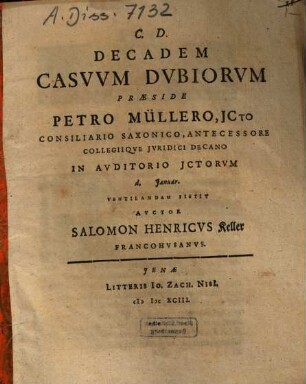 A. Diss. 7132
C. D.
DECADEM
CASVVM DVBIORVM
PRÆSIDE
PETRO MÜLLERO, JCTO
CONSILIARIO SAXONICO, ANTECESSORE
COLLEGIIQVE JVRIDICI DECANO
IN AVDITORIO JCTORVM
d. Januar.
VENTILANDAM SISTIT
AVCTOR
SALOMON HENRICVS Keller
FRANCOHUSANVS.
JENÆ
LITTERIS IO. ZACH. NISI,
cIɔ Iɔc XCIII.